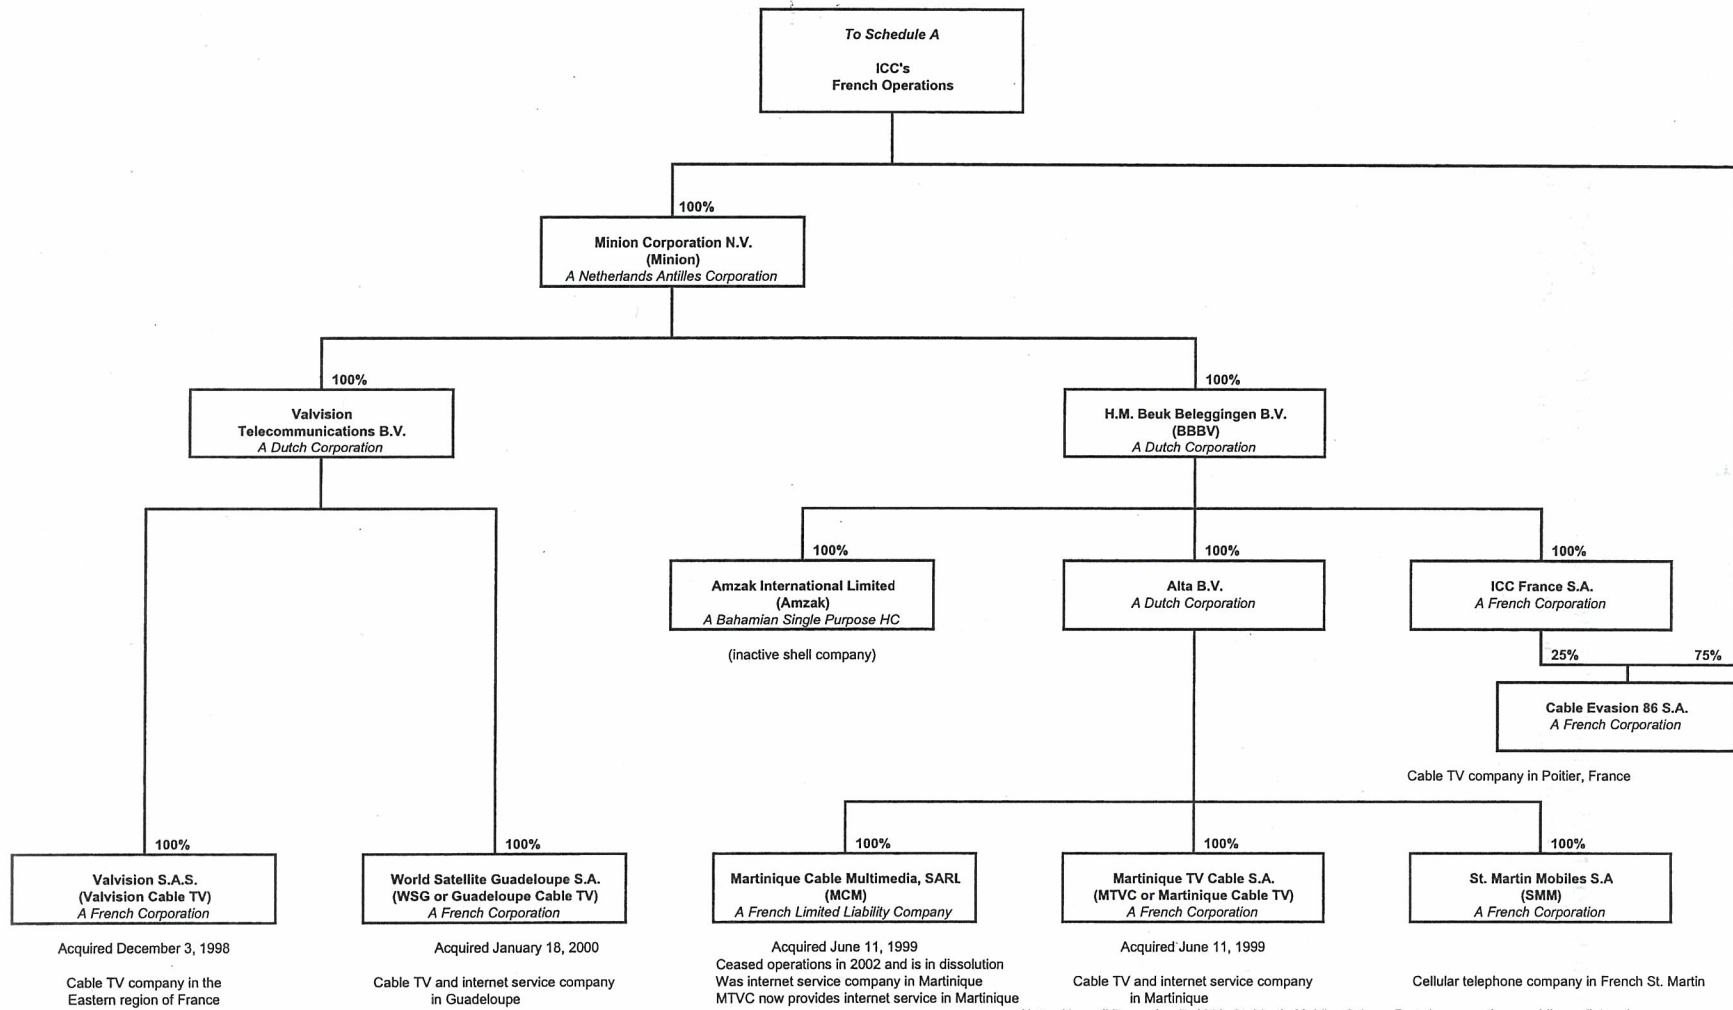 To Schedule A
ICC's
French Operations
100%
Minion Corporation N.V.
(Minion)
A Netherlands Antilles Corporation
100%
Valvision
Telecommunications B.V.
A Dutch Corporation
100%
H.M. Beuk Beleggingen B.V.
(BBBV)
A Dutch Corporation
100%
Amzak International Limited
(Amzak)
A Bahamian Single Purpose HC
(inactive shell company)
100%
Alta B.V.
A Dutch Corporation
100%
ICC France S.A.
A French Corporation
25%
75%
Cable Evasion 86 S.A.
A French Corporation
Cable TV company in Poitier, France
100%
Valvision S.A.S.
(Valvision Cable TV)
A French Corporation
Acquired December 3, 1998
Cable TV company in the
Eastern region of France
100%
World Satellite Guadeloupe S.A.
(WSG or Guadeloupe Cable TV)
A French Corporation
Acquired January 18, 2000
Cable TV and internet service company
in Guadeloupe
100%
Martinique Cable Multimedia, SARL
(MCM)
A French Limited Liability Company
Acquired June 11, 1999
Ceased operations in 2002 and is in dissolution
Was internet service company in Martinique
MTVC now provides internet service in Martinique
100%
Martinique TV Cable S.A.
(MTVC or Martinique Cable TV)
A French Corporation
Acquired June 11, 1999
Cable TV and internet service company
in Martinique
100%
St. Martin Mobiles S.A
(SMM)
A French Corporation
Cellular telephone company in French St. Martin